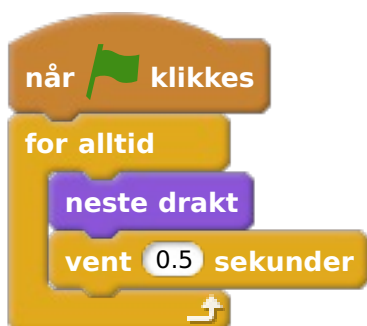 når klikkes
for alltid
neste drakt
vent 0.5 sekunder